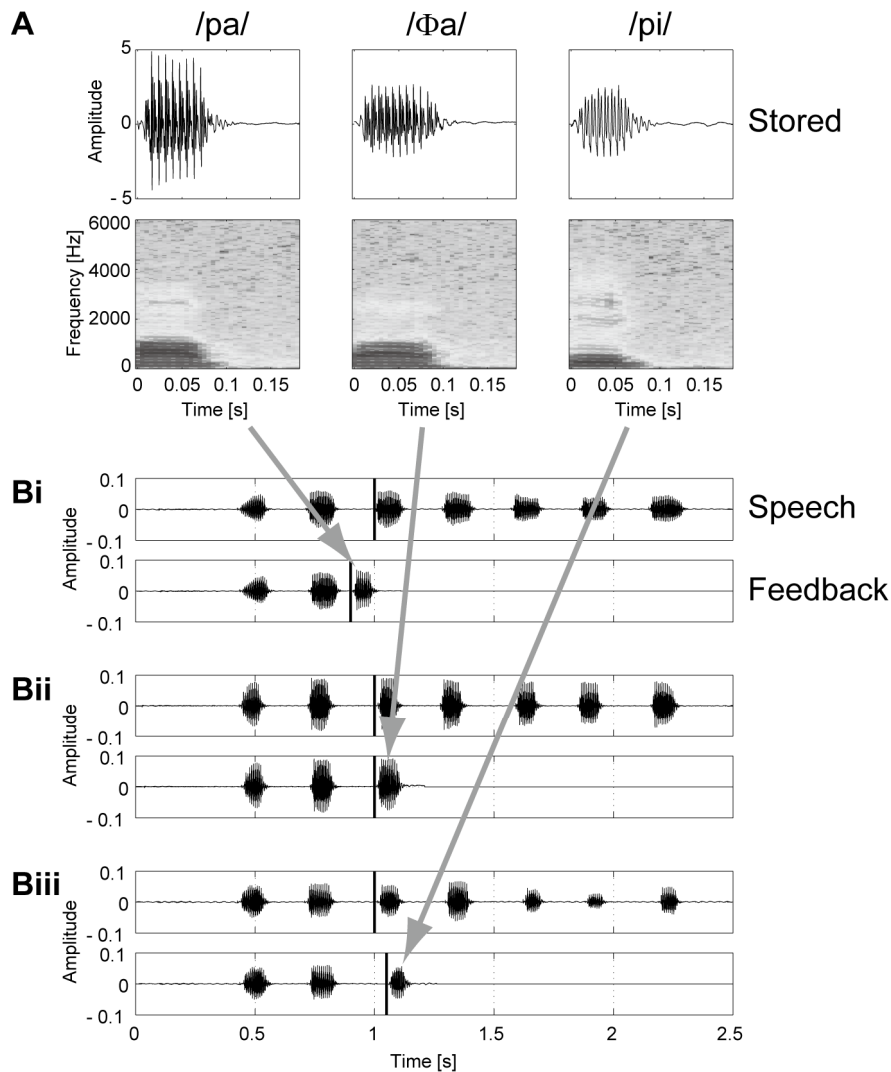 A /pa/ /Φa/ /pi/
5
Amplitude
0
- 5
Stored
6000
Frequency [Hz]
4000
2000
0
0 0.05 0.1 0.15 0 0.05 0.1 0.15 0 0.05 0.1 0.15
Time [s] Time [s] Time [s]
Bi
0.1
Amplitude
0
- 0.1
Speech
0.1
Amplitude
0
- 0.1
Feedback
Bii
0.1
Amplitude
0
- 0.1
0.1
Amplitude
0
- 0.1
Biii
0.1
Amplitude
0
- 0.1
0.1
Amplitude
0
- 0.1
0 0.5 1 1.5 2 2.5
Time [s]